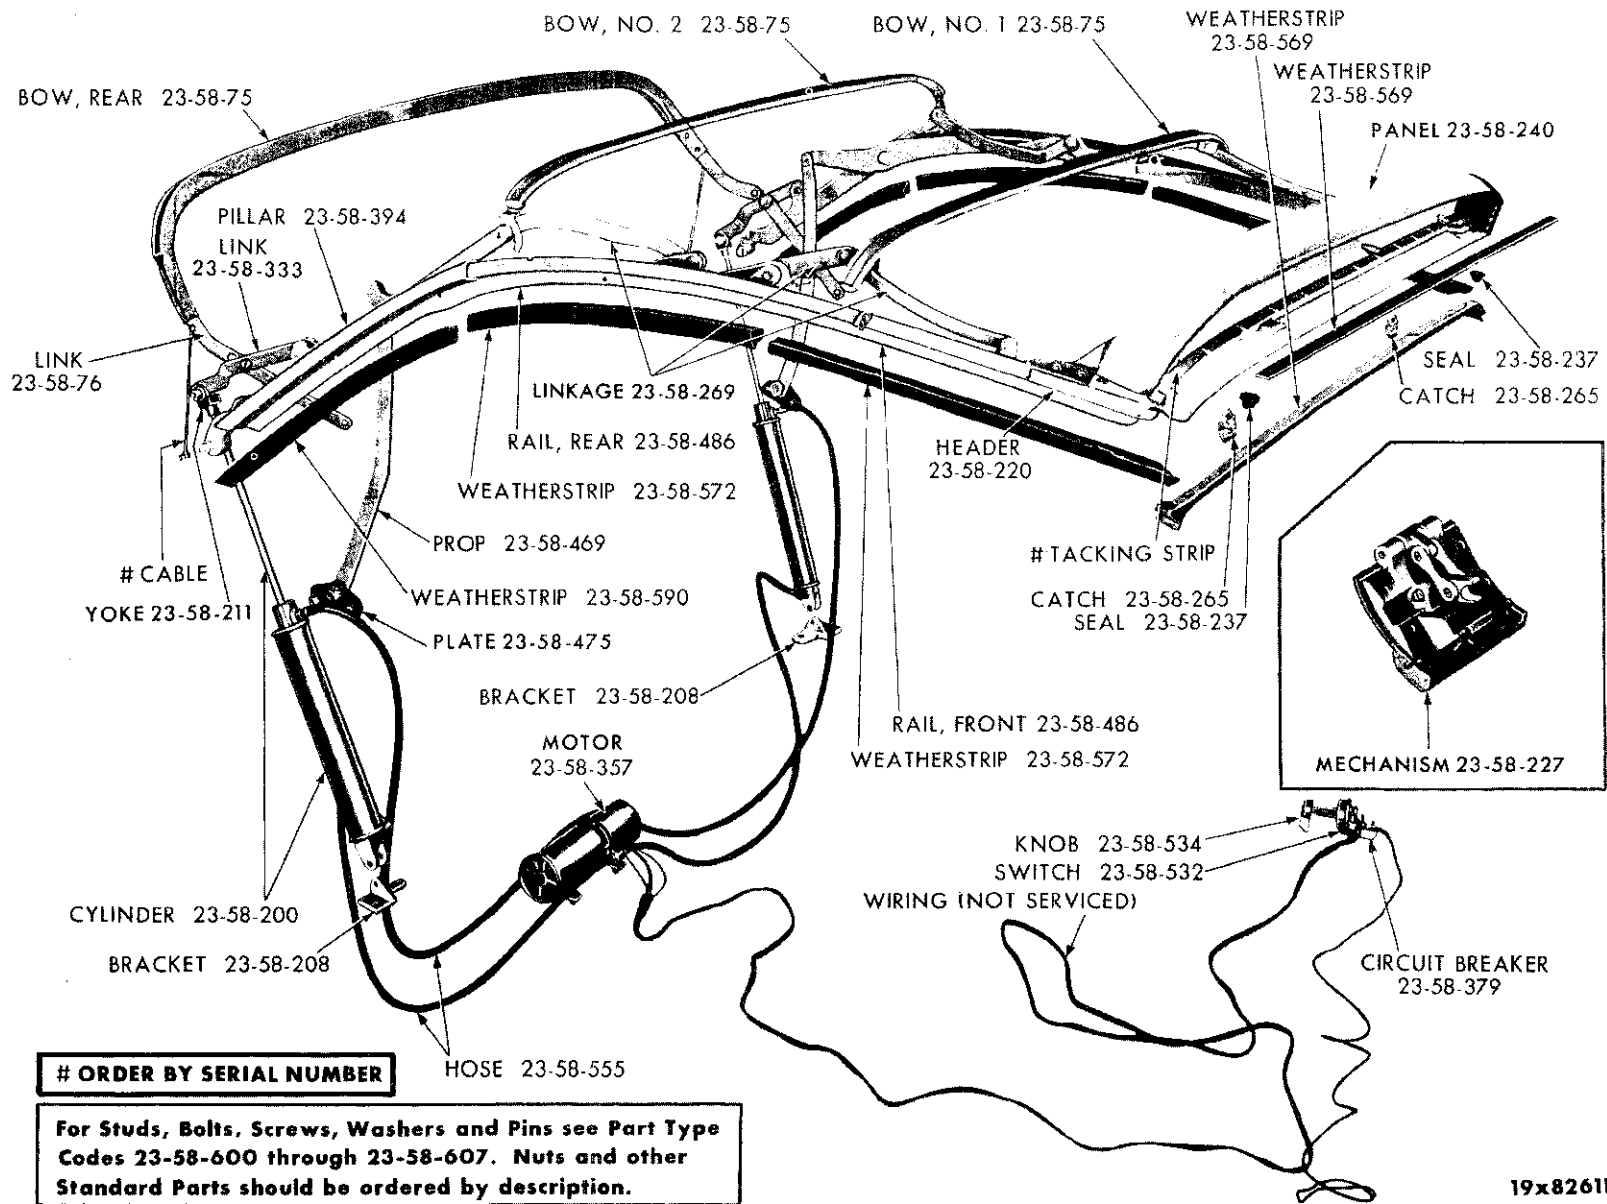 BOW, NO. 2 23-58-75
BOW, NO. 1 23-58-75
WEATHERSTRIP
23-58-569
WEATHERSTRIP
23-58-569
BOW, REAR 23-58-75
PANEL 23-58-240
PILLAR 23-58-394
LINK
23-58-333
LINK
23-58-76
LINKAGE 23-58-269
SEAL 23-58-237
CATCH 23-58-265
RAIL, REAR 23-58-486
HEADER
23-58-220
WEATHERSTRIP 23-58-572
PROP 23-58-469
# TACKING STRIP
# CABLE
YOKE 23-58-211
WEATHERSTRIP 23-58-590
CATCH 23-58-265
SEAL 23-58-237
PLATE 23-58-475
BRACKET 23-58-208
RAIL, FRONT 23-58-486
WEATHERSTRIP 23-58-572
MOTOR
23-58-357
MECHANISM 23-58-227
KNOB 23-58-534
SWITCH 23-58-532
WIRING (NOT SERVICED)
CYLINDER 23-58-200
BRACKET 23-58-208
CIRCUIT BREAKER
23-58-379
HOSE 23-58-555
# ORDER BY SERIAL NUMBER
For Studs, Bolts, Screws, Washers and Pins see Part Type
Codes 23-58-600 through 23-58-607. Nuts and other
Standard Parts should be ordered by description.